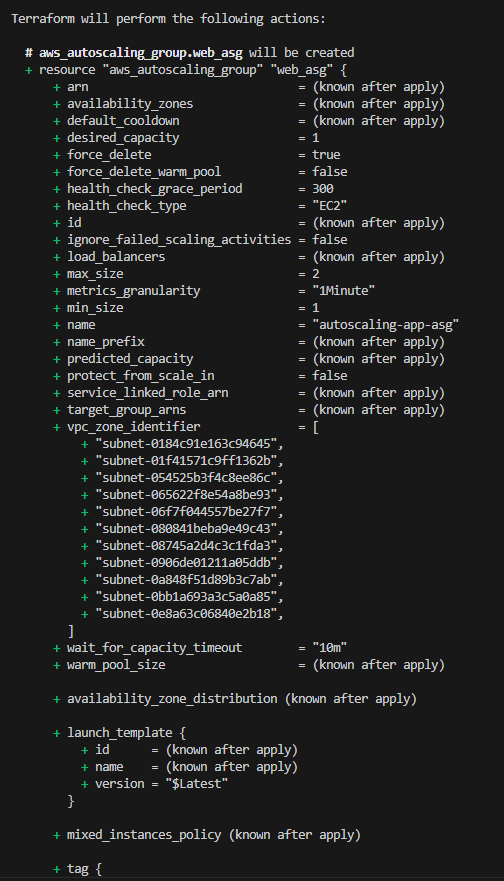 Terraform will perform the following actions:
# aws_autoscaling_group.web_asg will be created
+ resource "aws_autoscaling_group" "web_asg" {
+ arn = (known after apply)
+ availability_zones = (known after apply)
+ default_cooldown = (known after apply)
+ desired_capacity = 1
+ force_delete = true
+ force_delete_warm_pool = false
+ health_check_grace_period = 300
+ health_check_type = "EC2"
+ id = (known after apply)
+ ignore_failed_scaling_activities = false
+ load_balancers = (known after apply)
+ max_size = 2
+ metrics_granularity = "1Minute"
+ min_size = 1
+ name = "autoscaling-app-asg"
+ name_prefix = (known after apply)
+ predicted_capacity = (known after apply)
+ protect_from_scale_in = false
+ service_linked_role_arn = (known after apply)
+ target_group_arns = (known after apply)
+ vpc_zone_identifier = [
+ "subnet-0184c91e163c94645",
+ "subnet-01f41571c9ff1362b",
+ "subnet-054525b3f4c8ee86c",
+ "subnet-065622f8e54a8be93",
+ "subnet-06f7f044557be27f7",
+ "subnet-080841beba9e49c43",
+ "subnet-08745a2d4c3c1fda3",
+ "subnet-0906de01211a05ddb",
+ "subnet-0a848f51d89b3c7ab",
+ "subnet-0bb1a693a3c5a0a85",
+ "subnet-0e8a63c06840e2b18",
]
+ wait_for_capacity_timeout = "10m"
+ warm_pool_size = (known after apply)
+ availability_zone_distribution (known after apply)
+ launch_template {
+ id = (known after apply)
+ name = (known after apply)
+ version = "$Latest"
}
+ mixed_instances_policy (known after apply)
+ tag {